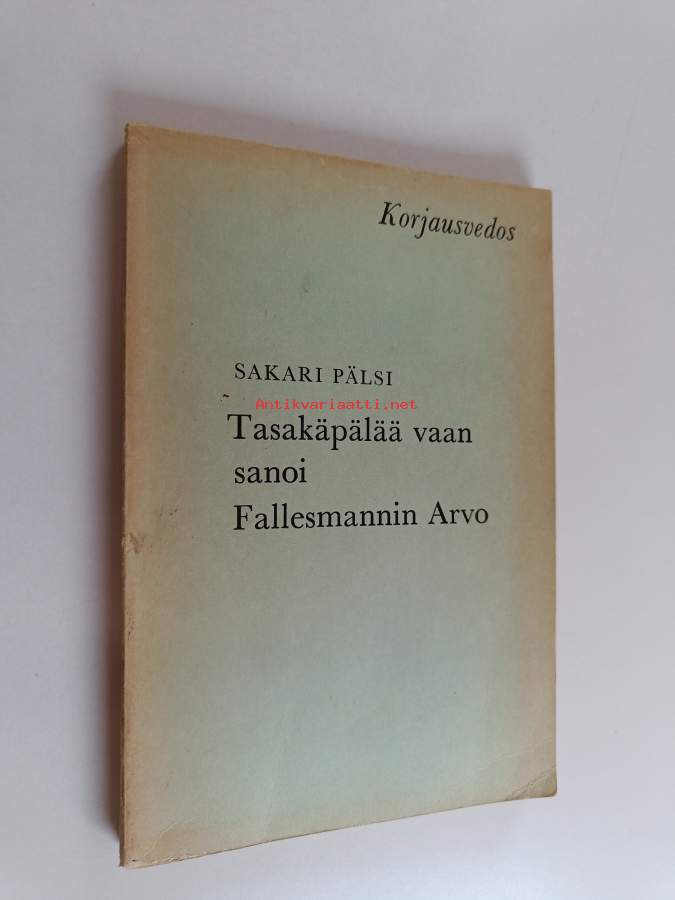 Korjausvedos
SAKARI PÄLSI
Antikvariaatti.net
Tasakäpälää vaan
sanoi
Fallesmannin Arvo